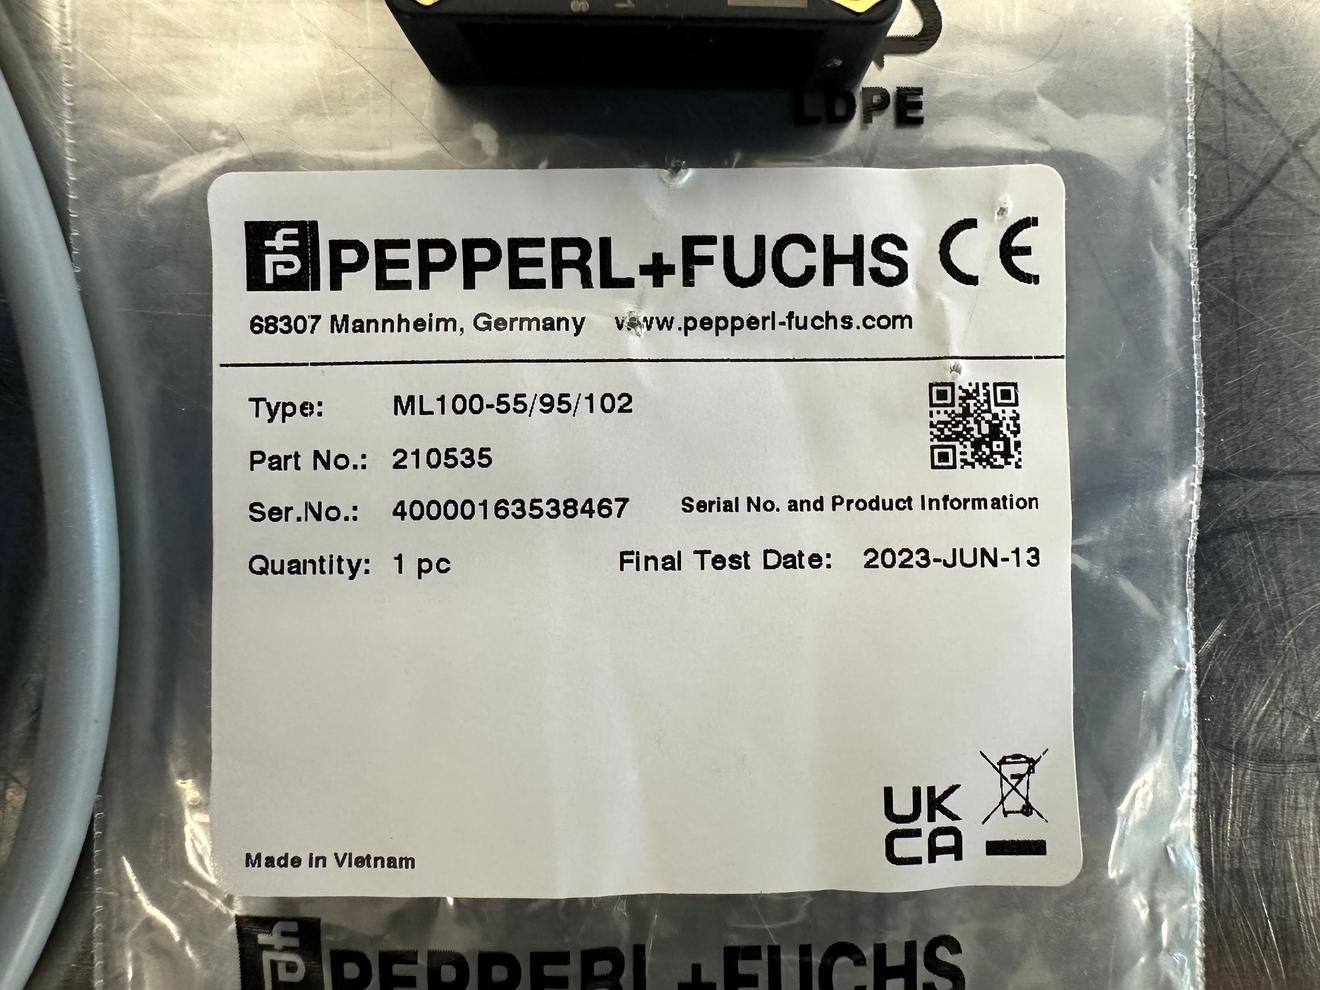 LDPE
PEPPERL+FUCHS CE
68307 Mannheim, Germany www.pepperl-fuchs.com
Type: ML100-55/95/102
Part No.: 210535
Ser.No.: 40000163538467 Serial No. and Product Information
Quantity: 1 pc Final Test Date: 2023-JUN-13
UK
CA
Made in Vietnam
PEPPERL+FUCHS